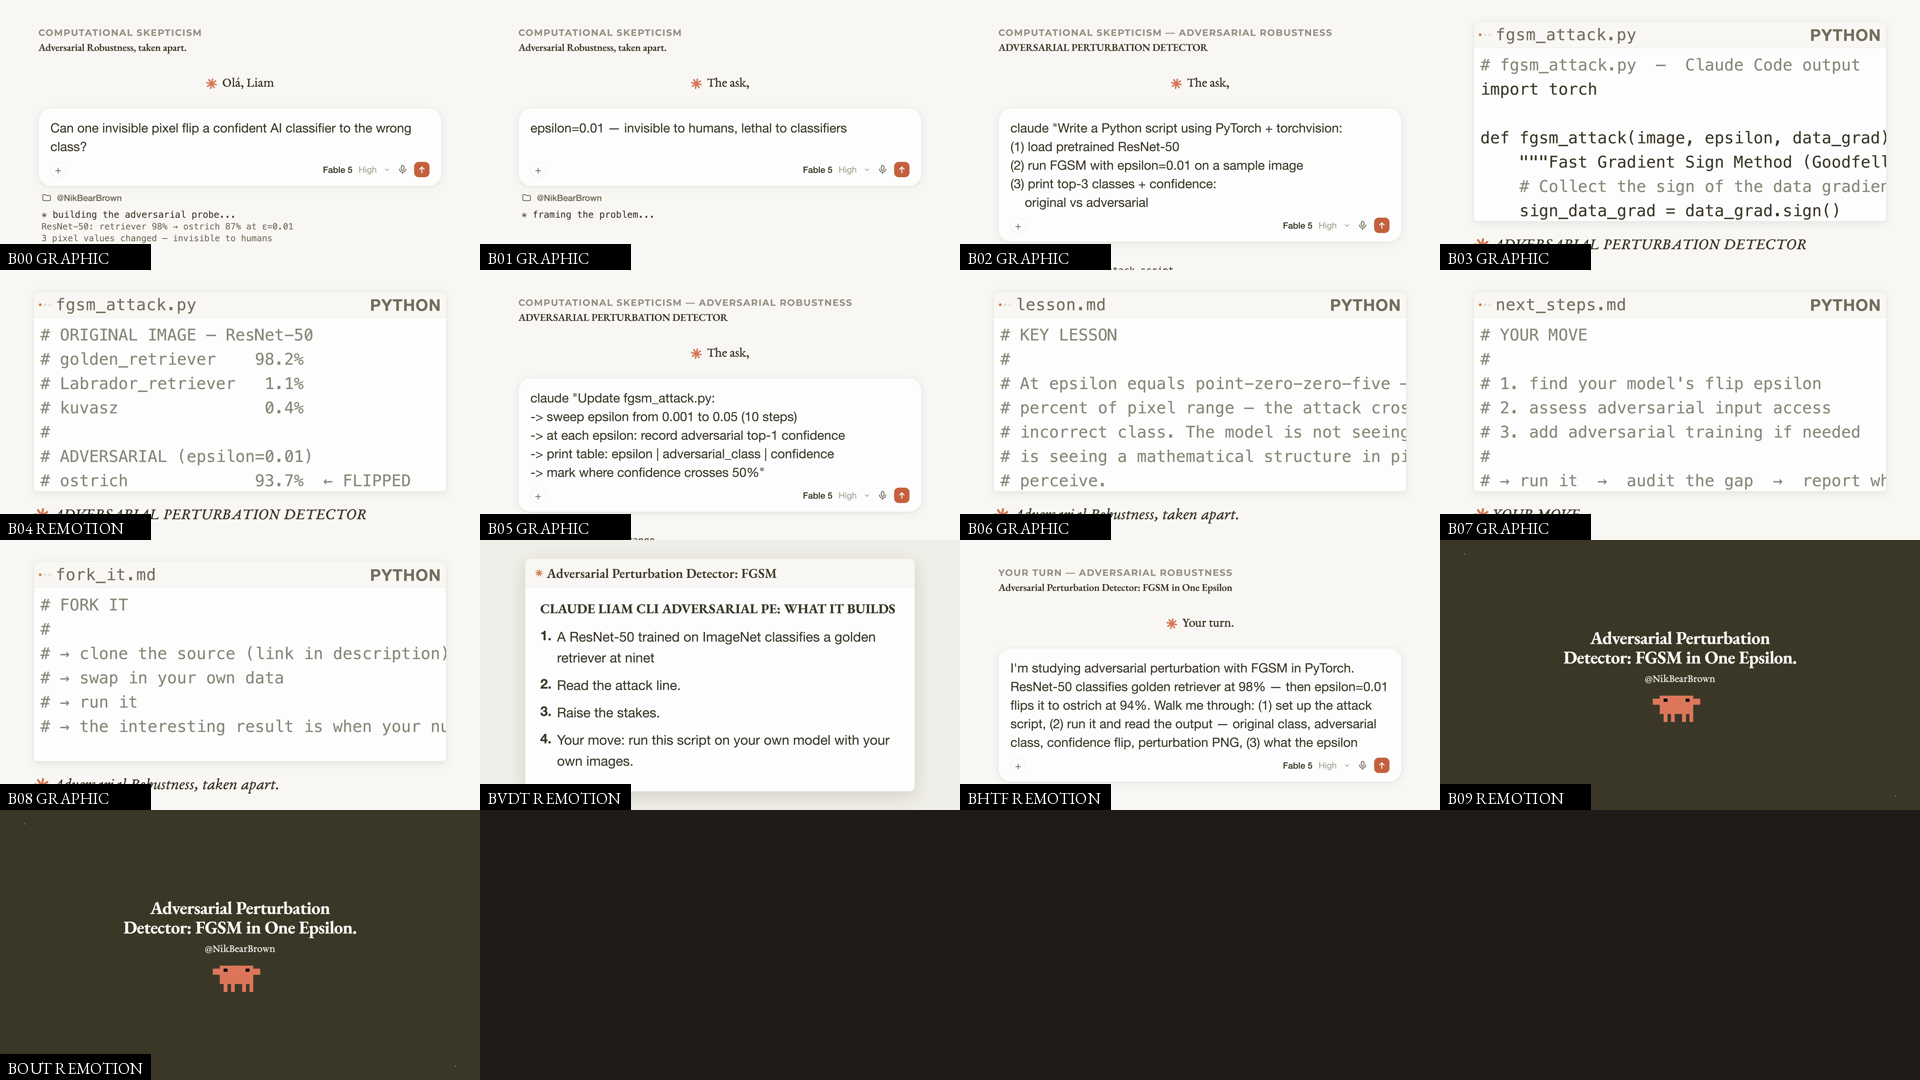 COMPUTATIONAL SKEPTICISM
Adversarial Robustness, taken apart.
Olá, Liam
Can one invisible pixel flip a confident AI classifier to the wrong
class?
+
Fable 5 High
@NikBearBrown
✳ building the adversarial probe...
ResNet-50: retriever 98% → ostrich 87% at ε=0.01
3 pixel values changed — invisible to humans
B00 GRAPHIC
COMPUTATIONAL SKEPTICISM
Adversarial Robustness, taken apart.
The ask,
epsilon=0.01 — invisible to humans, lethal to classifiers
+
Fable 5 High
@NikBearBrown
✳ framing the problem...
B01 GRAPHIC
COMPUTATIONAL SKEPTICISM — ADVERSARIAL ROBUSTNESS
ADVERSARIAL PERTURBATION DETECTOR
The ask,
claude "Write a Python script using PyTorch + torchvision:
(1) load pretrained ResNet-50
(2) run FGSM with epsilon=0.01 on a sample image
(3) print top-3 classes + confidence:
original vs adversarial
+
Fable 5 High
B02 GRAPHIC
fgsm_attack.py PYTHON
# fgsm_attack.py — Claude Code output
import torch
def fgsm_attack(image, epsilon, data_grad)
"""Fast Gradient Sign Method (Goodfell
# Collect the sign of the data gradien
sign_data_grad = data_grad.sign()
ADVERSARIAL PERTURBATION DETECTOR
B03 GRAPHIC
fgsm_attack.py PYTHON
# ORIGINAL IMAGE — ResNet-50
# golden_retriever 98.2%
# Labrador_retriever 1.1%
# kuvasz 0.4%
#
# ADVERSARIAL (epsilon=0.01)
# ostrich 93.7% ← FLIPPED
ADVERSARIAL PERTURBATION DETECTOR
B04 REMOTION
COMPUTATIONAL SKEPTICISM — ADVERSARIAL ROBUSTNESS
ADVERSARIAL PERTURBATION DETECTOR
The ask,
claude "Update fgsm_attack.py:
-> sweep epsilon from 0.001 to 0.05 (10 steps)
-> at each epsilon: record adversarial top-1 confidence
-> print table: epsilon | adversarial_class | confidence
-> mark where confidence crosses 50%"
+
Fable 5 High
B05 GRAPHIC
lesson.md PYTHON
# KEY LESSON
#
# At epsilon equals point-zero-zero-five —
# percent of pixel range — the attack cros
# incorrect class. The model is not seeing
# is seeing a mathematical structure in pi
# perceive.
Adversarial Robustness, taken apart.
B06 GRAPHIC
next_steps.md PYTHON
# YOUR MOVE
#
# 1. find your model's flip epsilon
# 2. assess adversarial input access
# 3. add adversarial training if needed
#
# → run it → audit the gap → report wh
YOUR MOVE
B07 GRAPHIC
fork_it.md PYTHON
# FORK IT
#
# → clone the source (link in description)
# → swap in your own data
# → run it
# → the interesting result is when your nu
Adversarial Robustness, taken apart.
B08 GRAPHIC
Adversarial Perturbation Detector: FGSM
CLAUDE LIAM CLI ADVERSARIAL PE: WHAT IT BUILDS
1. A ResNet-50 trained on ImageNet classifies a golden
retriever at ninet
2. Read the attack line.
3. Raise the stakes.
4. Your move: run this script on your own model with your
own images.
BVDT REMOTION
YOUR TURN — ADVERSARIAL ROBUSTNESS
Adversarial Perturbation Detector: FGSM in One Epsilon
Your turn.
I'm studying adversarial perturbation with FGSM in PyTorch.
ResNet-50 classifies golden retriever at 98% — then epsilon=0.01
flips it to ostrich at 94%. Walk me through: (1) set up the attack
script, (2) run it and read the output — original class, adversarial
class, confidence flip, perturbation PNG, (3) what the epsilon
+
Fable 5 High
BHTF REMOTION
Adversarial Perturbation
Detector: FGSM in One Epsilon.
@NikBearBrown
B09 REMOTION
Adversarial Perturbation
Detector: FGSM in One Epsilon.
@NikBearBrown
BOUT REMOTION